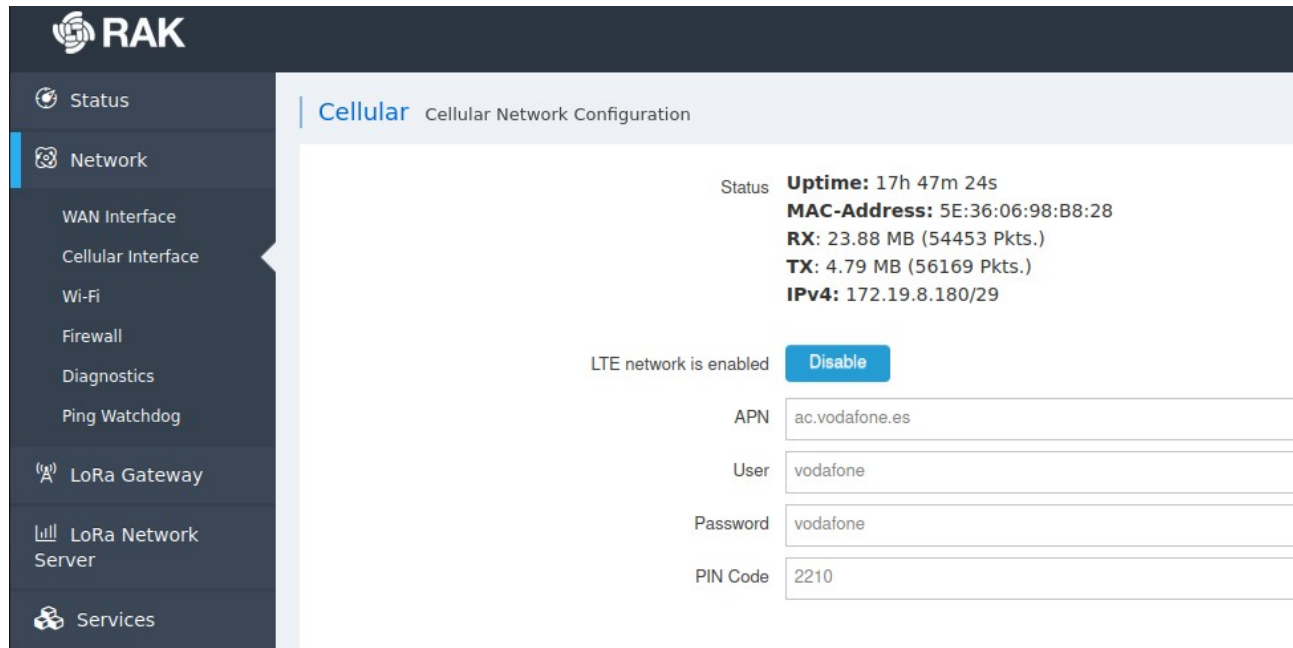 RAK
Status
Network
WAN Interface
Cellular Interface
Wi-Fi
Firewall
Diagnostics
Ping Watchdog
LoRa Gateway
LoRa Network
Server
Services
Cellular Cellular Network Configuration
Status Uptime: 17h 47m 24s
MAC-Address: 5E:36:06:98:B8:28
RX: 23.88 MB (54453 Pkts.)
TX: 4.79 MB (56169 Pkts.)
IPv4: 172.19.8.180/29
LTE network is enabled Disable
APN ac.vodafone.es
User vodafone
Password vodafone
PIN Code 2210